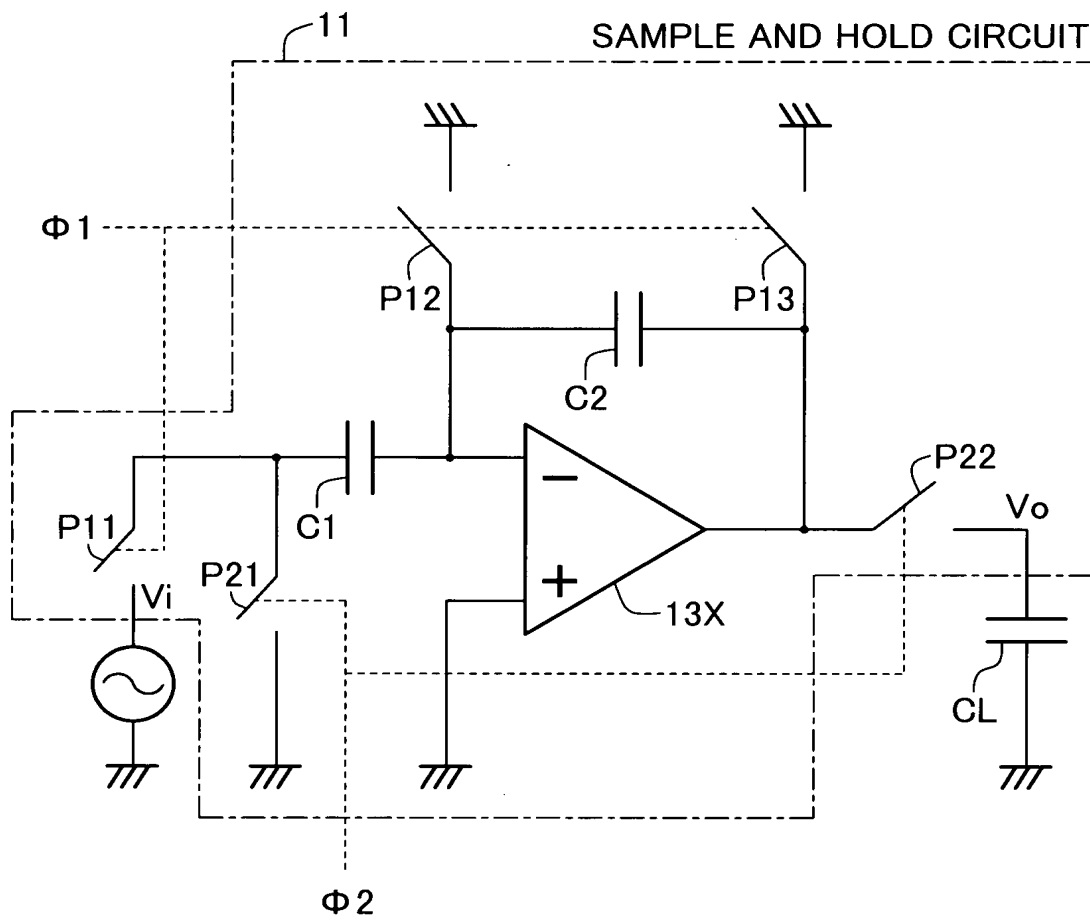 11
SAMPLE AND HOLD CIRCUIT
Φ1
P12
P13
C2
P22
C1
Vo
P11
P21
Vi
13X
CL
Φ2